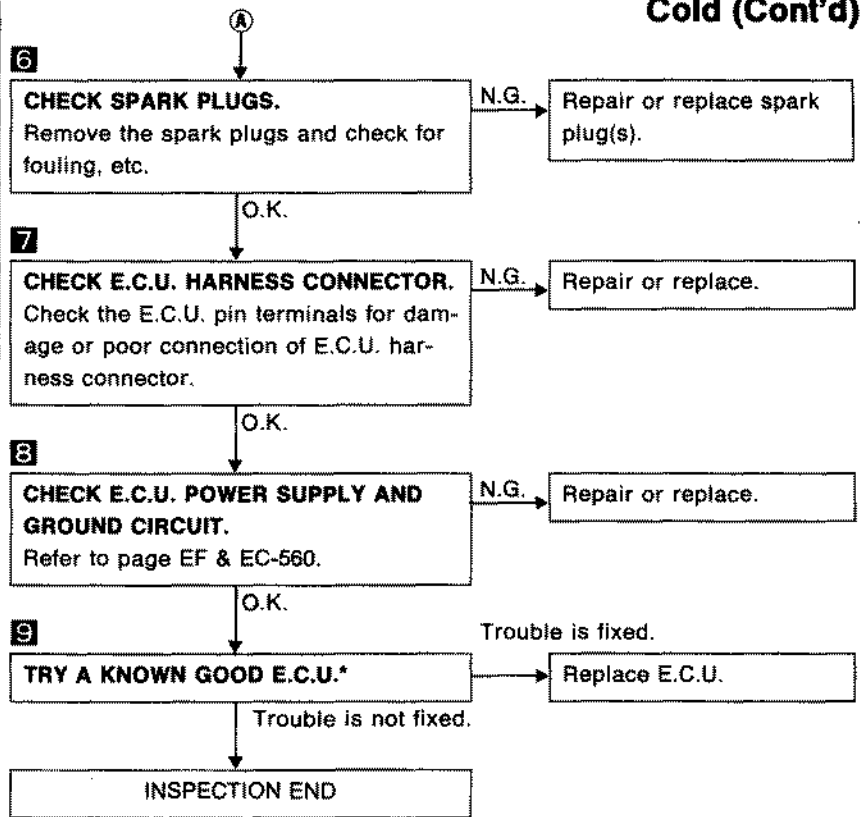 Cold (Cont'd)
A
6
CHECK SPARK PLUGS.
Remove the spark plugs and check for
fouling, etc.
N.G.
Repair or replace spark
plug(s).
O.K.
7
CHECK E.C.U. HARNESS CONNECTOR.
Check the E.C.U. pin terminals for dam-
age or poor connection of E.C.U. har-
ness connector.
N.G.
Repair or replace.
O.K.
8
CHECK E.C.U. POWER SUPPLY AND
GROUND CIRCUIT.
Refer to page EF & EC-560.
N.G.
Repair or replace.
O.K.
9
TRY A KNOWN GOOD E.C.U.*
Trouble is fixed.
Replace E.C.U.
Trouble is not fixed.
INSPECTION END